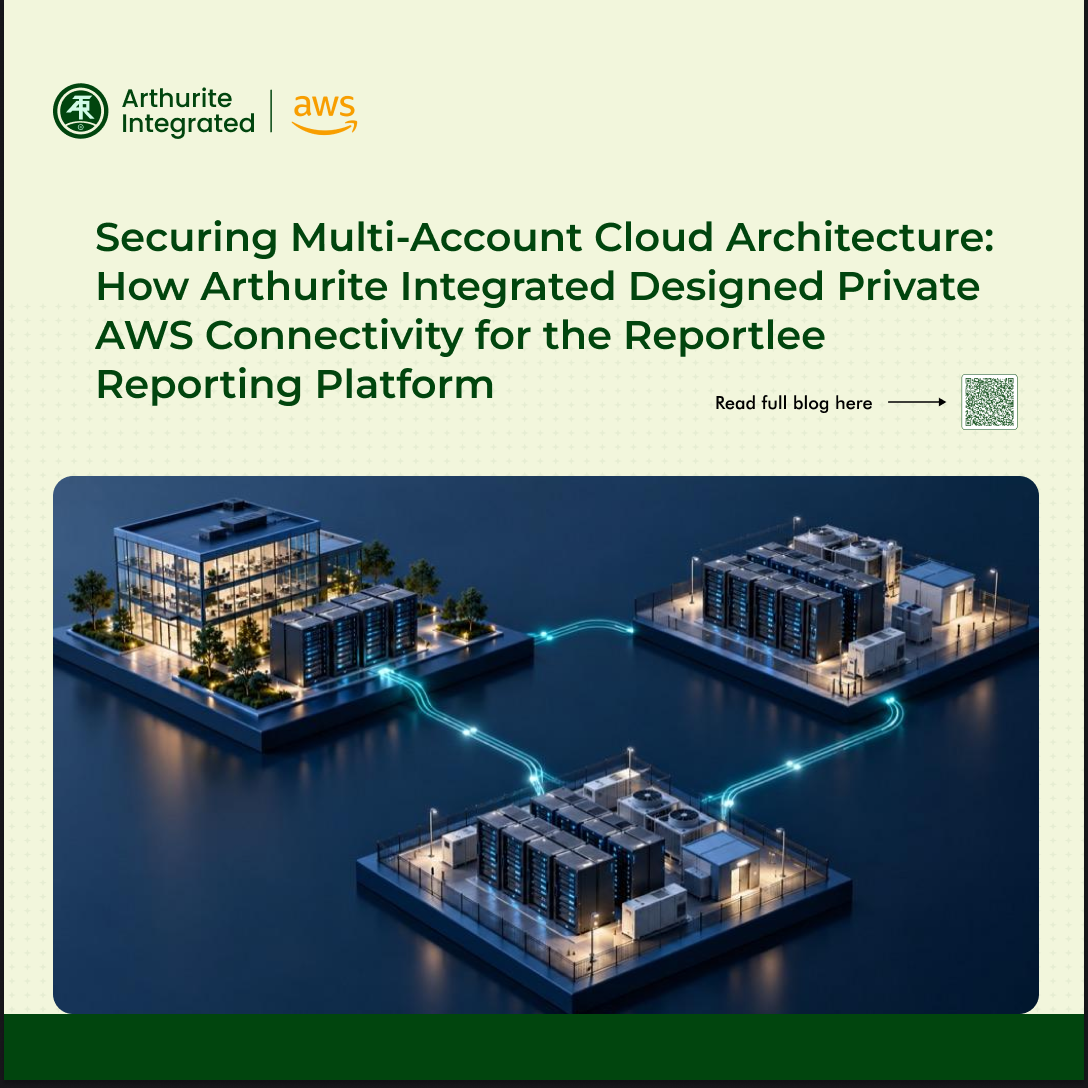 Arthurite
Integrated
aws
Securing Multi-Account Cloud Architecture:
How Arthurite Integrated Designed Private
AWS Connectivity for the Reportlee
Reporting Platform
Read full blog here